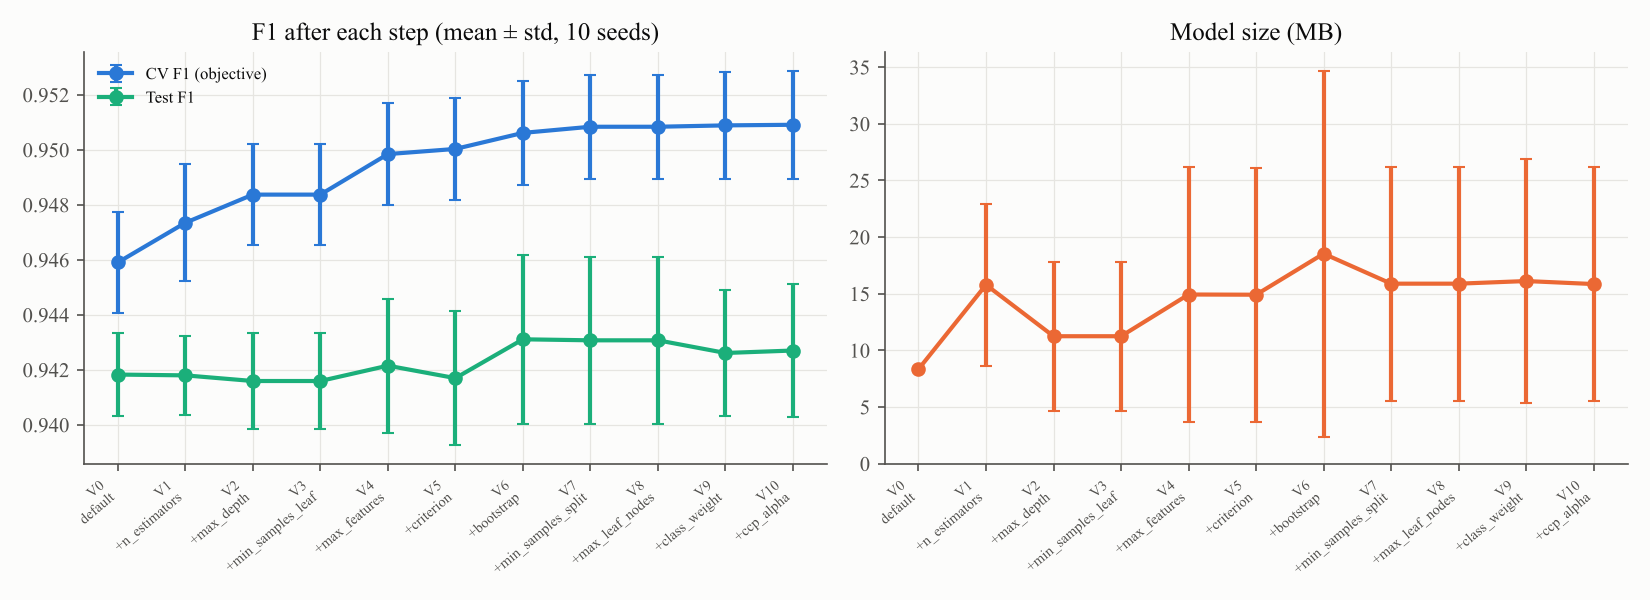 F1 after each step (mean ± std, 10 seeds)
CV F1 (objective)
Test F1
0.952
0.950
0.948
0.946
0.944
0.942
0.940
V0
default
V1
+n_estimators
V2
+max_depth
V3
+min_samples_leaf
V4
+max_features
V5
+criterion
V6
+bootstrap
V7
+min_samples_split
V8
+max_leaf_nodes
V9
+class_weight
V10
+ccp_alpha
Model size (MB)
35
30
25
20
15
10
5
0
V0
default
V1
+n_estimators
V2
+max_depth
V3
+min_samples_leaf
V4
+max_features
V5
+criterion
V6
+bootstrap
V7
+min_samples_split
V8
+max_leaf_nodes
V9
+class_weight
V10
+ccp_alpha